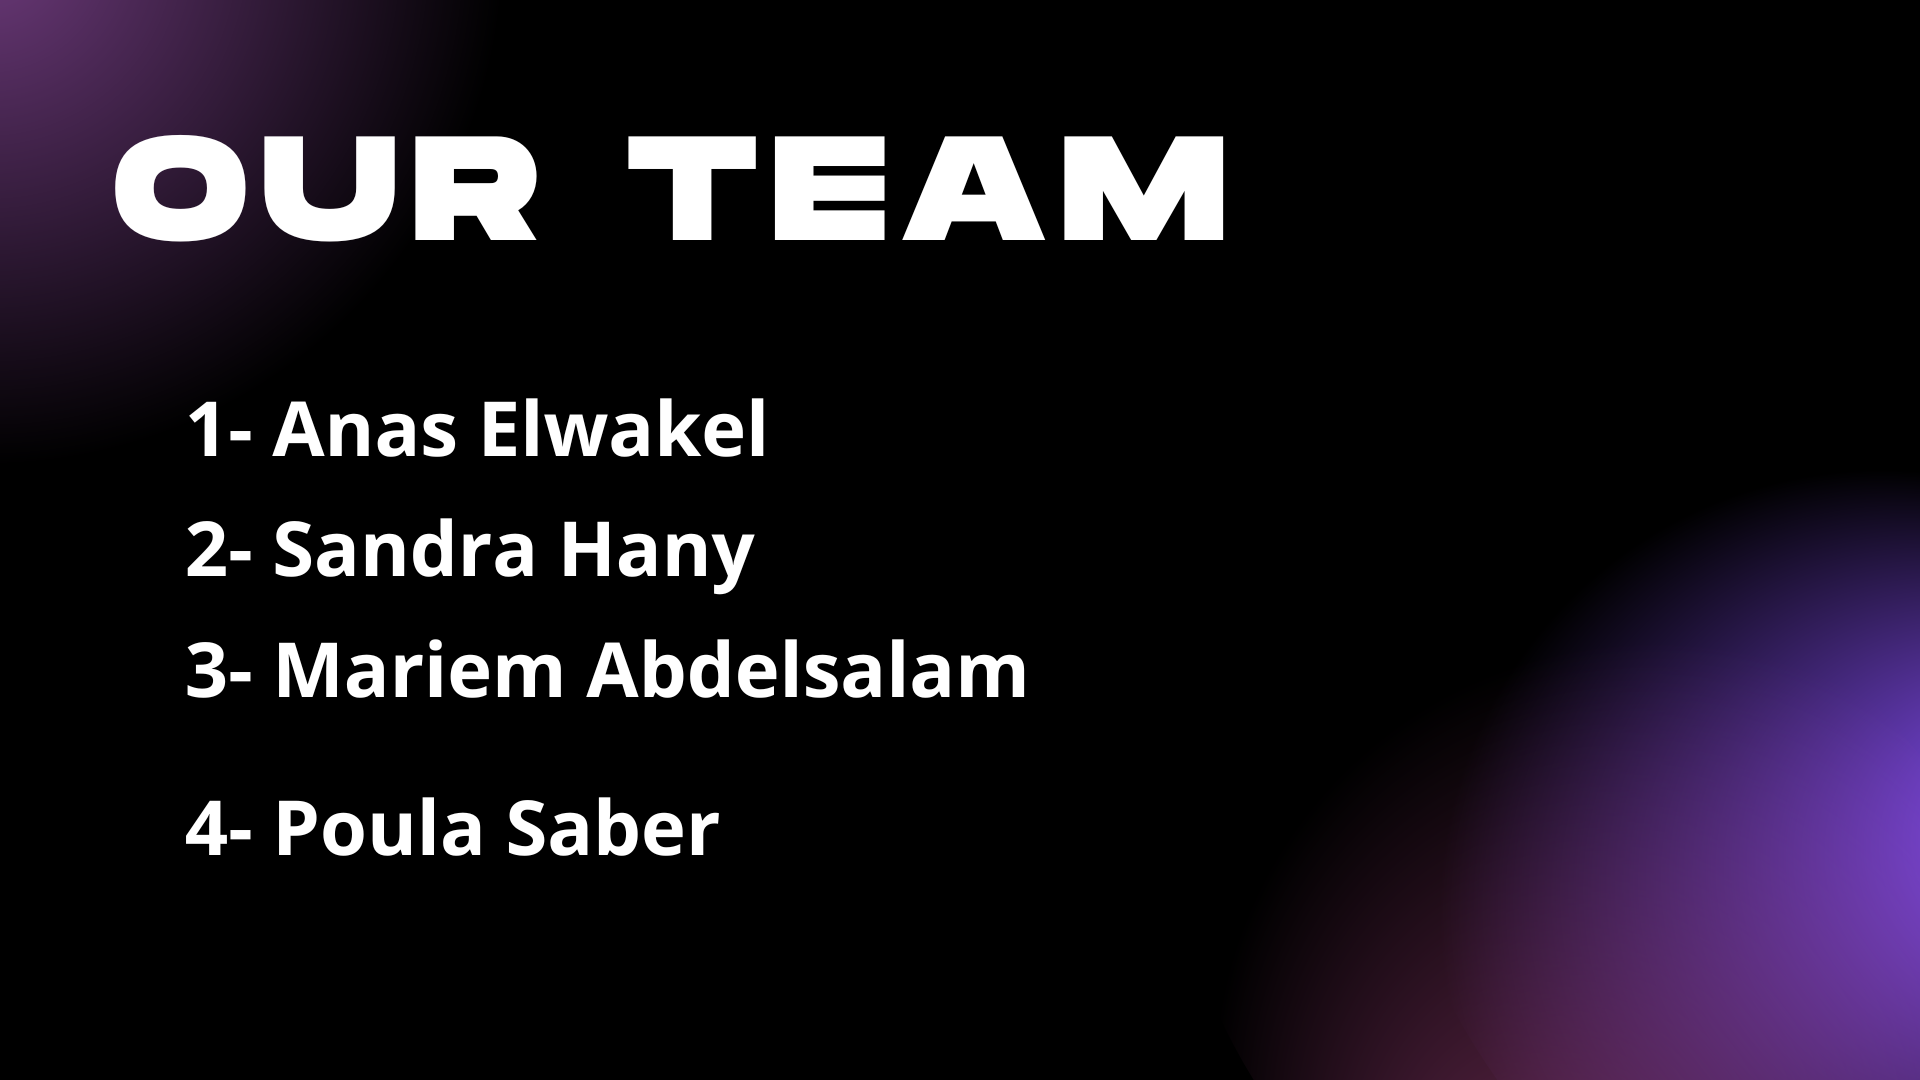 OUR TEAM
1- Anas Elwakel
2- Sandra Hany
3- Mariem Abdelsalam
4- Poula Saber